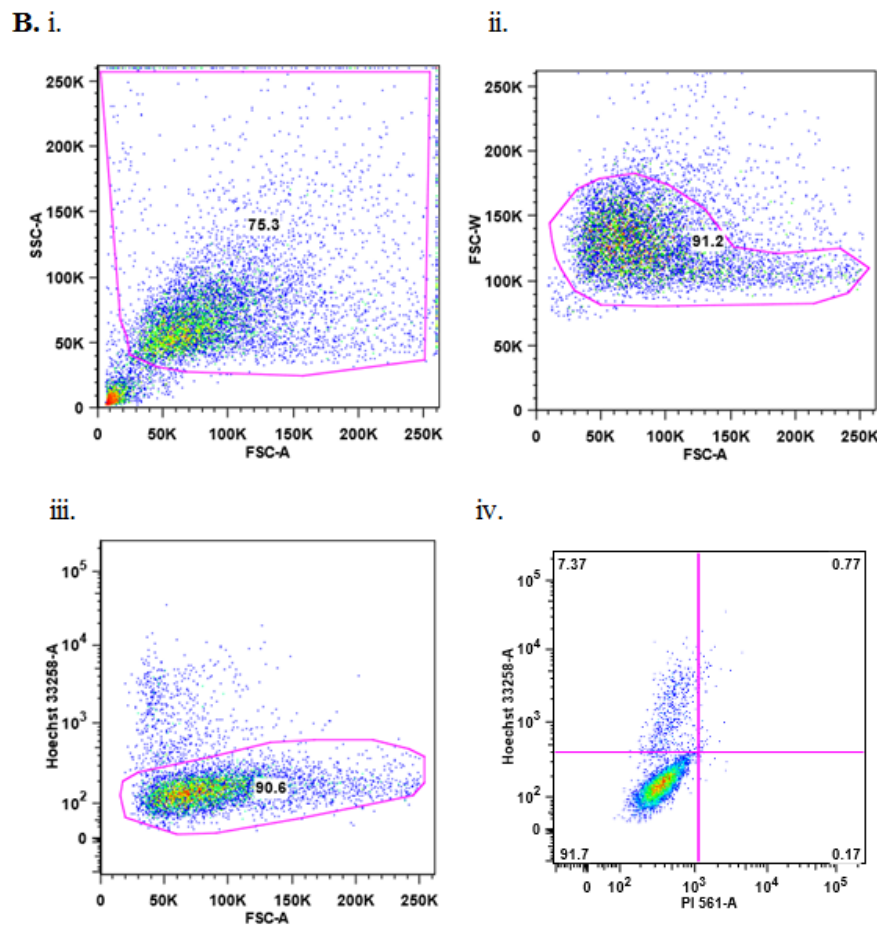 B. i.
250K
200K
150K
100K
50K
0
SSC-A
75.3
0 50K 100K 150K 200K 250K
FSC-A
ii.
250K
200K
150K
100K
50K
0
FSC-W
91.2
0 50K 100K 150K 200K 250K
FSC-A
iii.
10^5
10^4
10^3
10^2
0
Hoechst 33258-A
90.6
0 50K 100K 150K 200K 250K
FSC-A
iv.
7.37 0.77
10^5
10^4
10^3
10^2
0
Hoechst 33258-A
91.7 0.17
0 10^2 10^3 10^4 10^5
PI 561-A